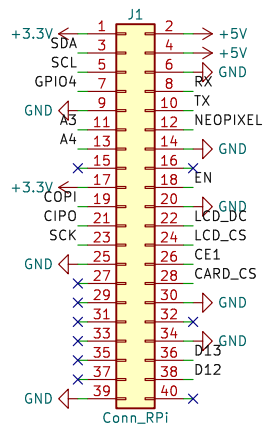 J1
+3.3V 1 2 +5V
SDA 3 4 +5V
SCL 5 6 GND
GPIO4 7 8 RX
GND 9 10 TX
A3 11 12 NEOPIXEL
A4 13 14 GND
15 16
+3.3V 17 18 EN
COPI 19 20 GND
CIPO 21 22 LCD_DC
SCK 23 24 LCD_CS
GND 25 26 CE1
27 28 CARD_CS
29 30 GND
31 32
33 34 GND
35 36 D13
37 38 D12
GND 39 40
Conn_RPi